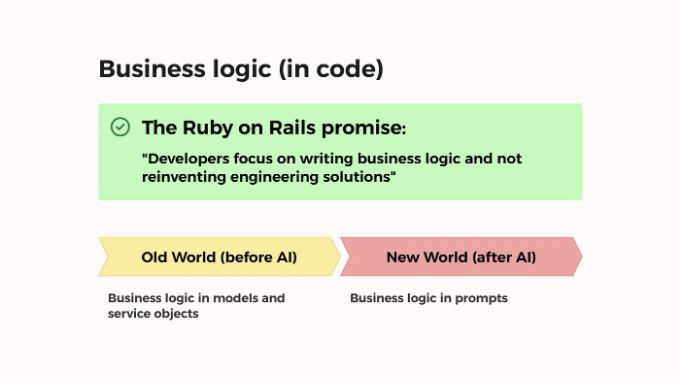 Business logic (in code)
The Ruby on Rails promise:
"Developers focus on writing business logic and not
reinventing engineering solutions"
Old World (before AI)
New World (after AI)
Business logic in models and
service objects
Business logic in prompts